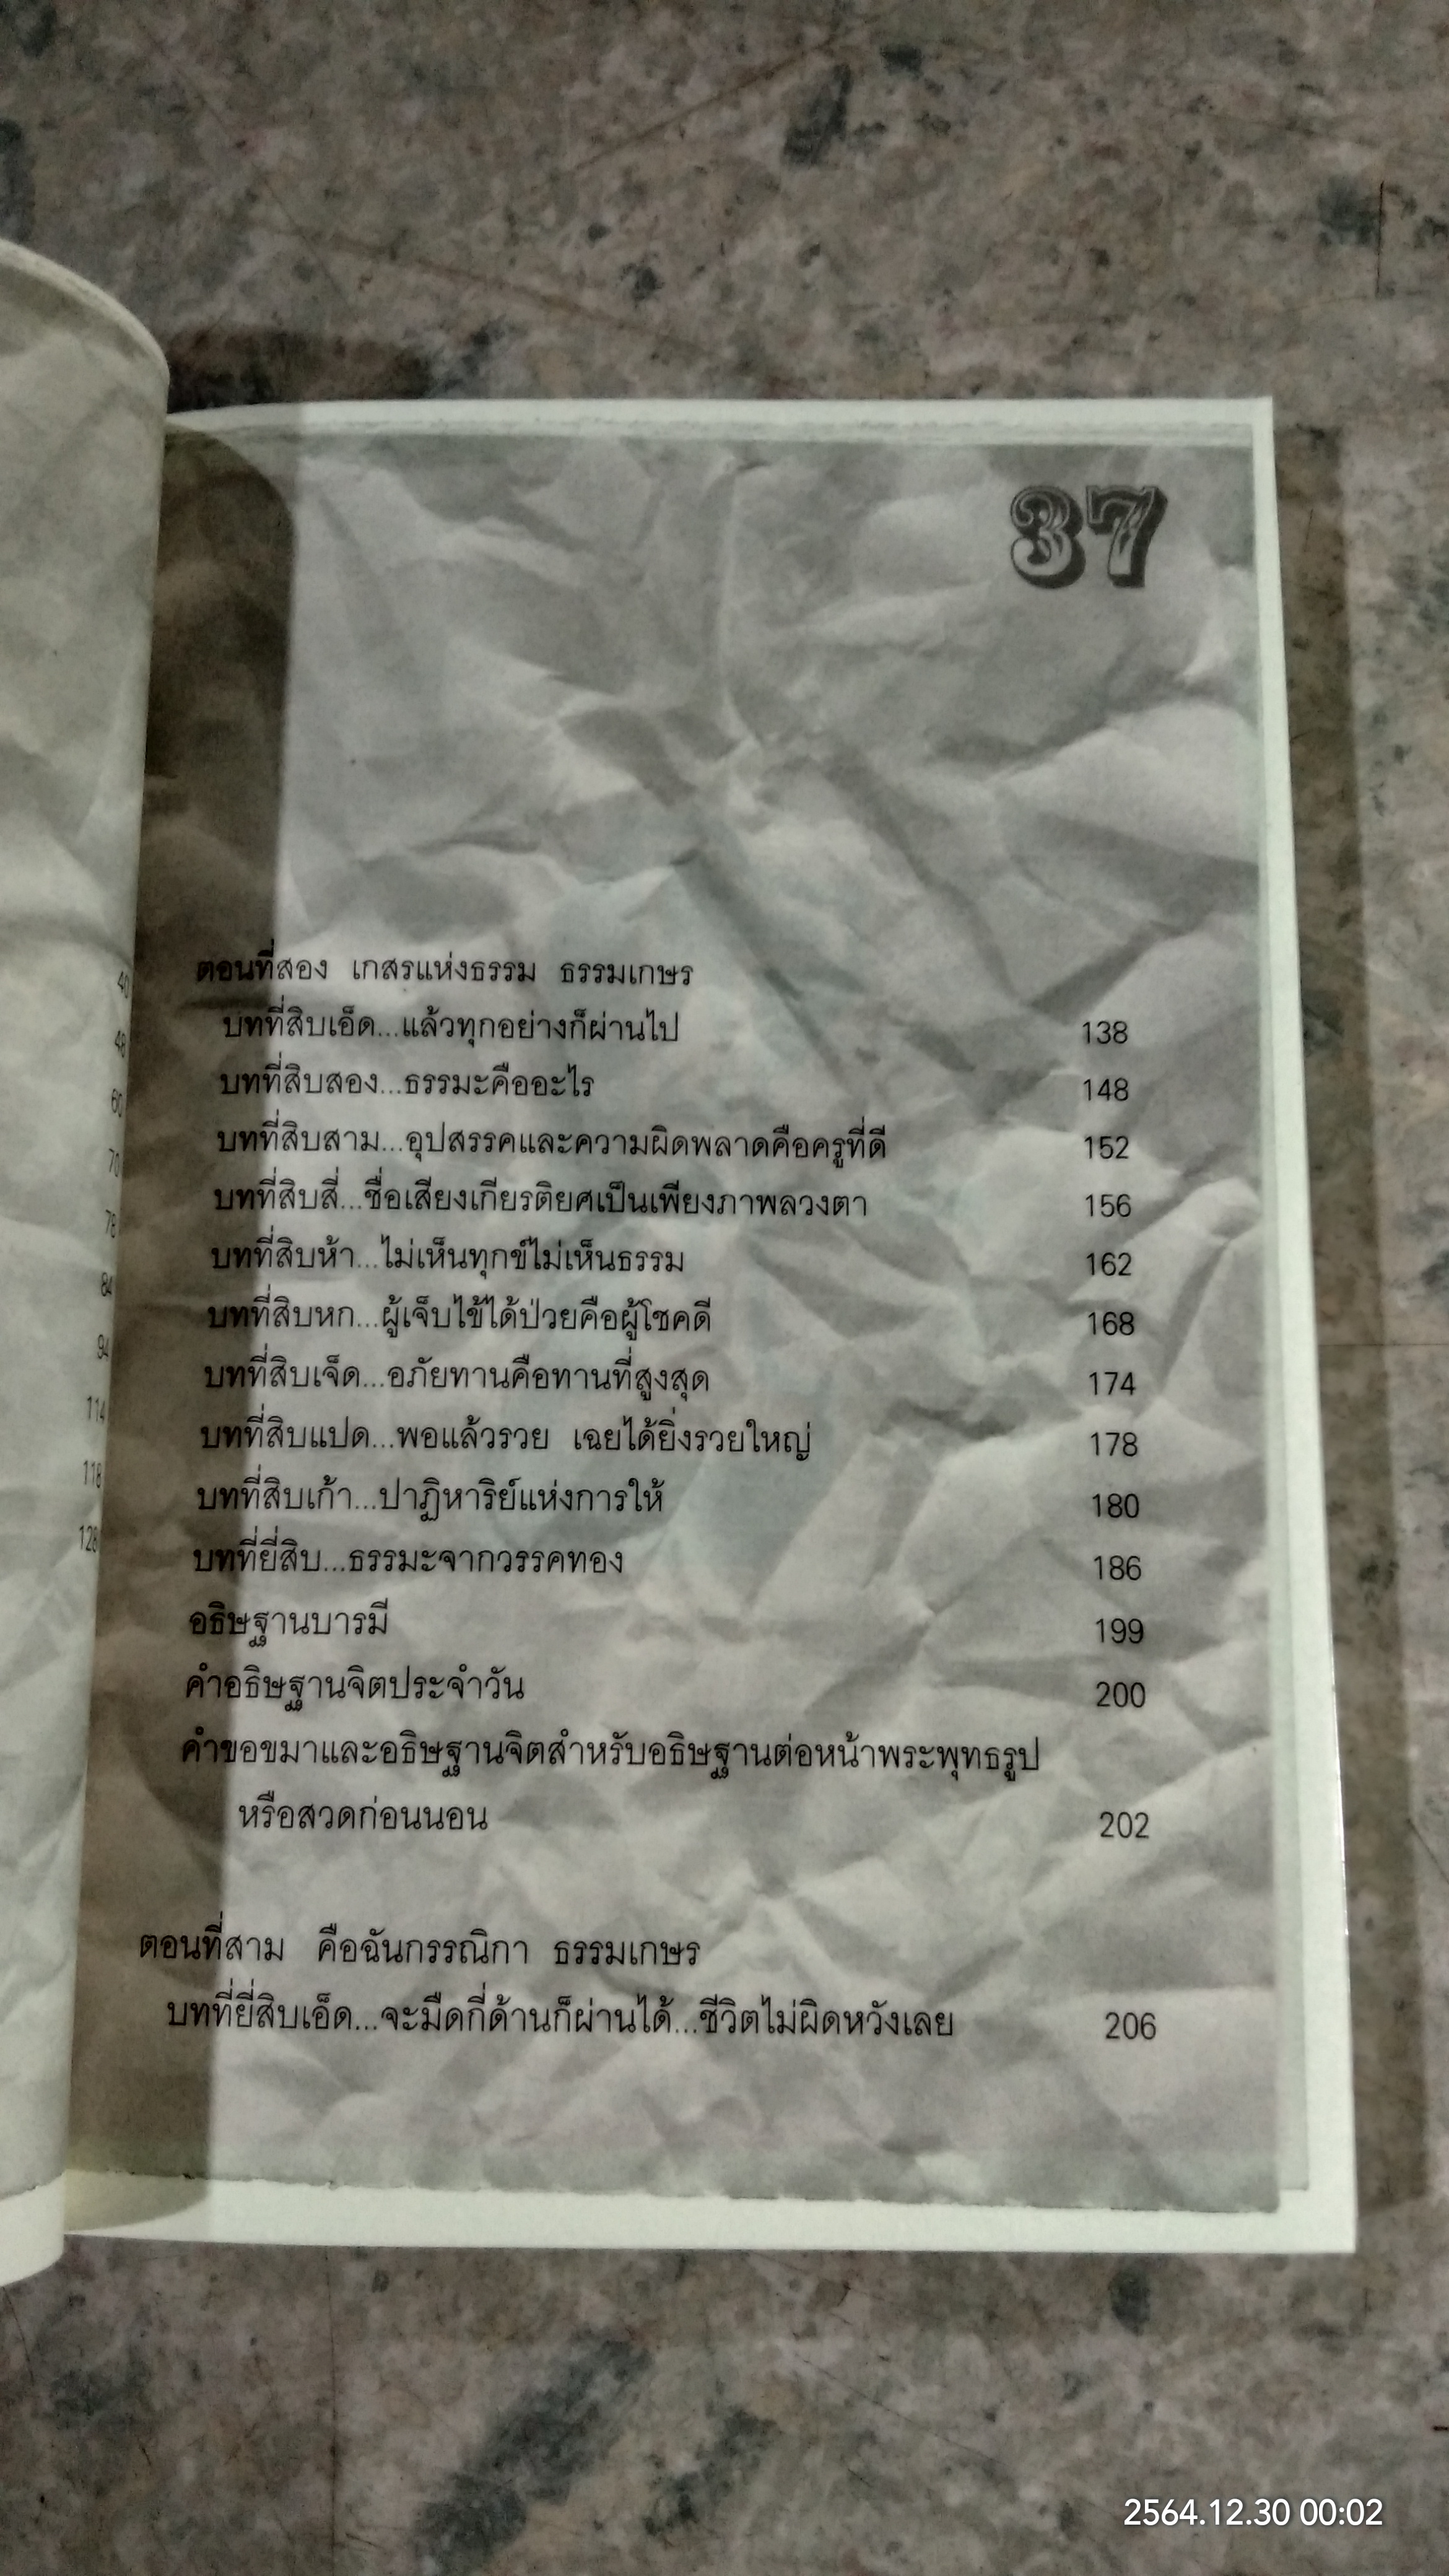 37
ตอนที่สอง เกสรแห่งธรรม ธรรมเกษร
บทที่สิบเอ็ด...แล้วทุกอย่างก็ผ่านไป 138
บทที่สิบสอง...ธรรมะคืออะไร 148
บทที่สิบสาม...อุปสรรคและความผิดพลาดคือครูที่ดี 152
บทที่สิบสี่...ชื่อเสียงเกียรติยศเป็นเพียงภาพลวงตา 156
บทที่สิบห้า...ไม่เห็นทุกข์ไม่เห็นธรรม 162
บทที่สิบหก...ผู้เจ็บไข้ได้ป่วยคือผู้โชคดี 168
บทที่สิบเจ็ด...อภัยทานคือทานที่สูงสุด 174
บทที่สิบแปด...พอแล้วรวย เฉยได้ยิ่งรวยใหญ่ 178
บทที่สิบเก้า...ปาฏิหาริย์แห่งการให้ 180
บทที่ยี่สิบ...ธรรมะจากวรรคทอง 186
อธิษฐานบารมี 199
คำอธิษฐานจิตประจำวัน 200
คำขอขมาและอธิษฐานจิตสำหรับอธิษฐานต่อหน้าพระพุทธรูป
หรือสวดก่อนนอน 202
ตอนที่สาม คือฉันกรรณิกา ธรรมเกษร
บทที่ยี่สิบเอ็ด...จะมืดกี่ด้านก็ผ่านได้...ชีวิตไม่ผิดหวังเลย 206
40
48
60
70
78
84
94
114
118
128
2564.12.30 00:02